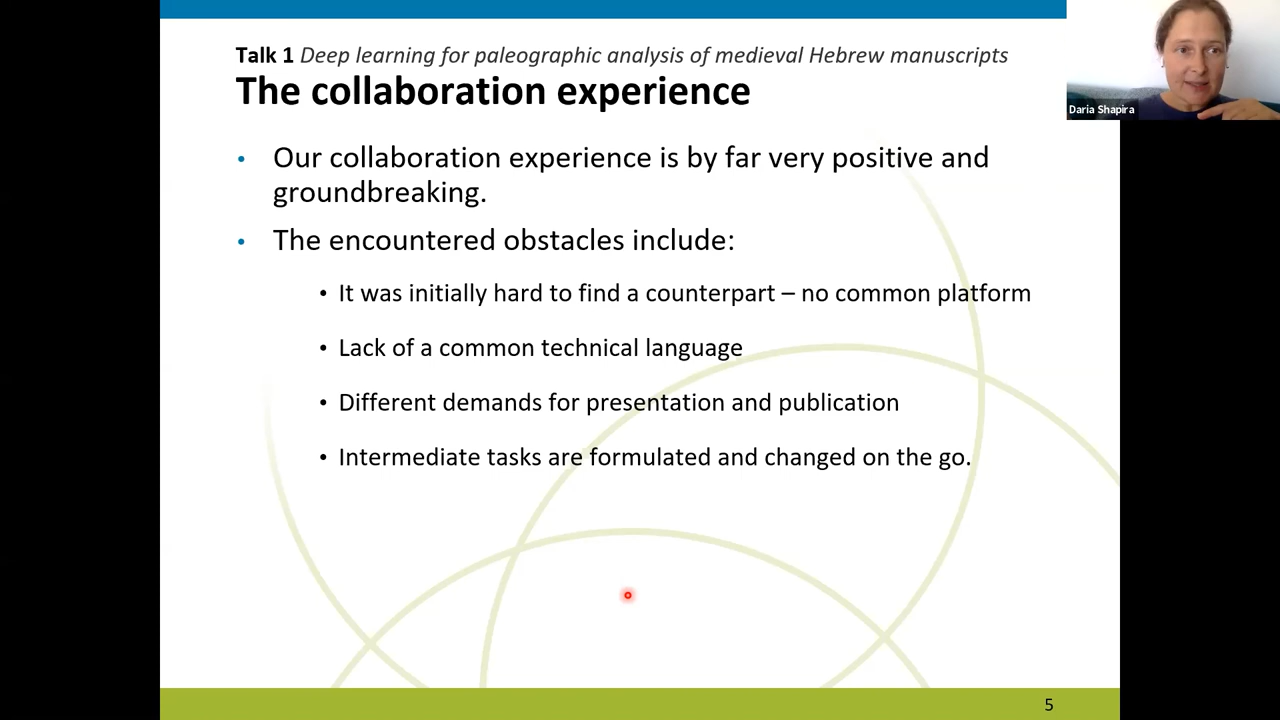 Talk 1 Deep learning for paleographic analysis of medieval Hebrew manuscripts
The collaboration experience
Daria Shapira
• Our collaboration experience is by far very positive and
groundbreaking.
• The encountered obstacles include:
• It was initially hard to find a counterpart – no common platform
• Lack of a common technical language
• Different demands for presentation and publication
• Intermediate tasks are formulated and changed on the go.
5